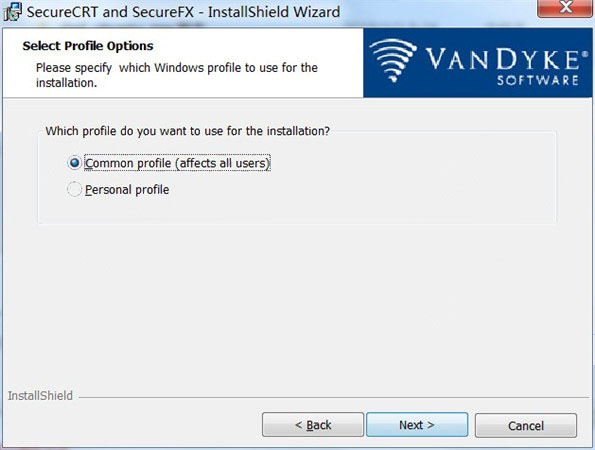 SecureCRT and SecureFX - InstallShield Wizard
Select Profile Options
Please specify which Windows profile to use for the
installation.
VANDYKE®
SOFTWARE
Which profile do you want to use for the installation?
Common profile (affects all users)
Personal profile
InstallShield
< Back
Next >
Cancel